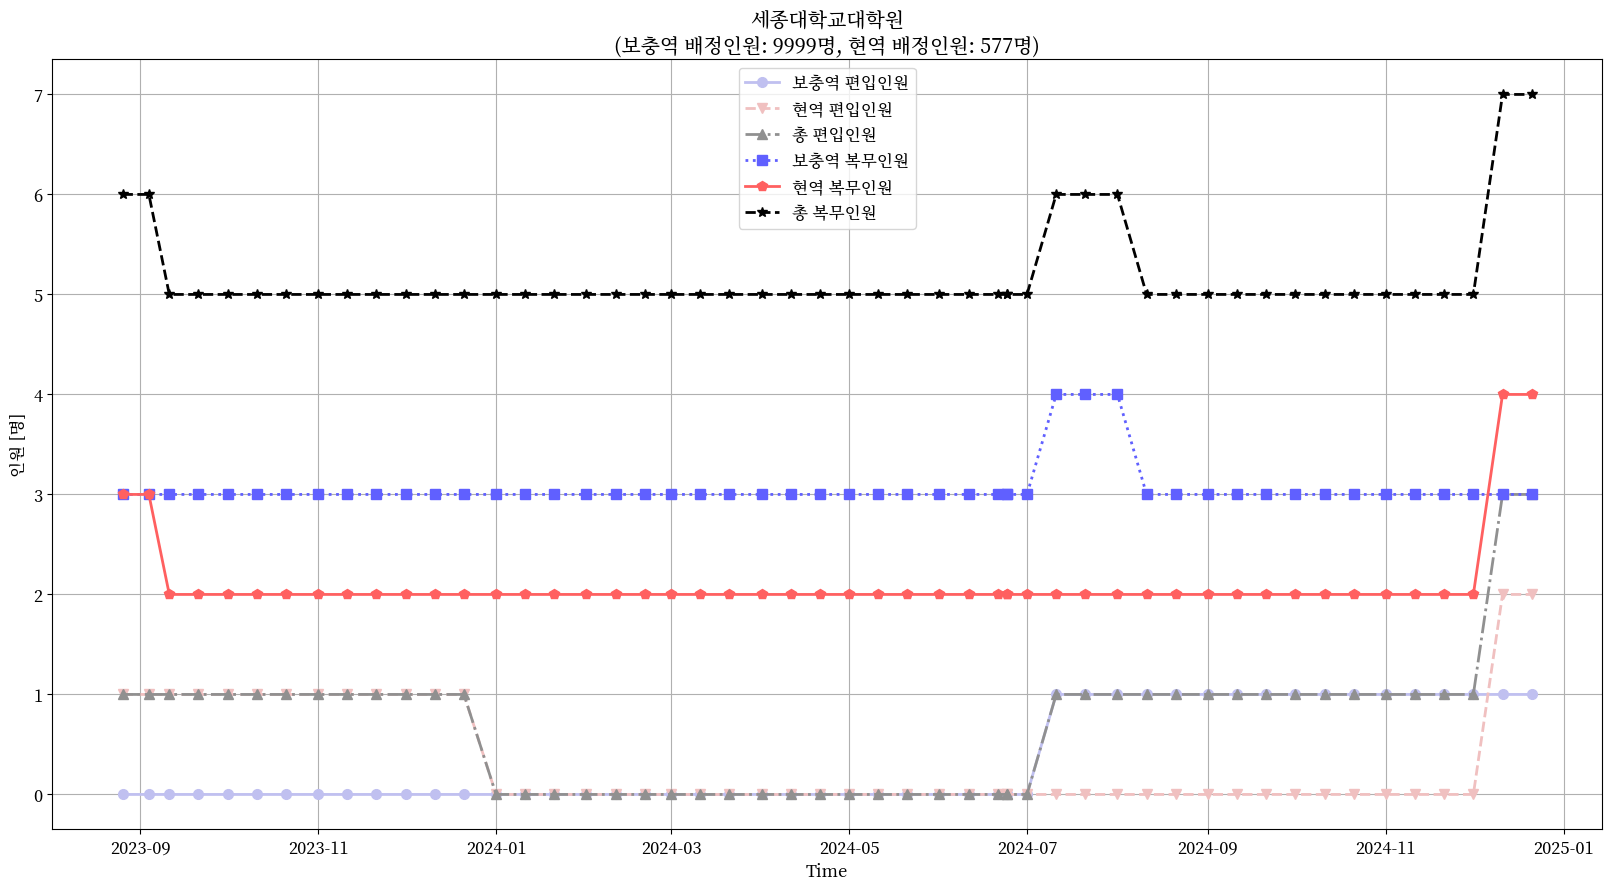 세종대학교대학원
(보충역 배정인원: 9999명, 현역 배정인원: 577명)
보충역 편입인원
현역 편입인원
총 편입인원
보충역 복무인원
현역 복무인원
총 복무인원
인원 [명]
7
6
5
4
3
2
1
0
2023-09
2023-11
2024-01
2024-03
2024-05
2024-07
2024-09
2024-11
2025-01
Time